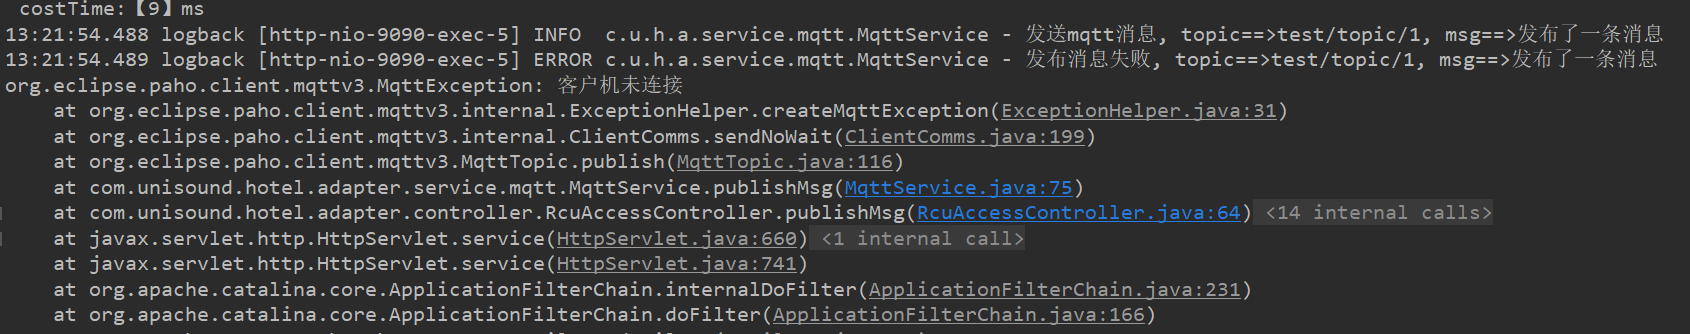 costTime:【9】ms
13:21:54.488 logback [http-nio-9090-exec-5] INFO  c.u.h.a.service.mqtt.MqttService - 发送mqtt消息, topic==>test/topic/1, msg==>发布了一条消息
13:21:54.489 logback [http-nio-9090-exec-5] ERROR c.u.h.a.service.mqtt.MqttService - 发布消息失败, topic==>test/topic/1, msg==>发布了一条消息
org.eclipse.paho.client.mqttv3.MqttException: 客户机未连接
    at org.eclipse.paho.client.mqttv3.internal.ExceptionHelper.createMqttException(ExceptionHelper.java:31)
    at org.eclipse.paho.client.mqttv3.internal.ClientComms.sendNoWait(ClientComms.java:199)
    at org.eclipse.paho.client.mqttv3.MqttTopic.publish(MqttTopic.java:116)
    at com.unisound.hotel.adapter.service.mqtt.MqttService.publishMsg(MqttService.java:75)
    at com.unisound.hotel.adapter.controller.RcuAccessController.publishMsg(RcuAccessController.java:64) <14 internal calls>
    at javax.servlet.http.HttpServlet.service(HttpServlet.java:660) <1 internal call>
    at javax.servlet.http.HttpServlet.service(HttpServlet.java:741)
    at org.apache.catalina.core.ApplicationFilterChain.internalDoFilter(ApplicationFilterChain.java:231)
    at org.apache.catalina.core.ApplicationFilterChain.doFilter(ApplicationFilterChain.java:166)